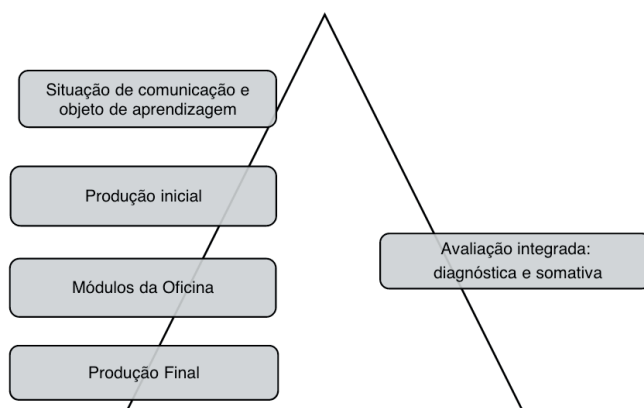 Situação de comunicação e
objeto de aprendizagem
Produção inicial
Módulos da Oficina
Produção Final
Avaliação integrada:
diagnóstica e somativa